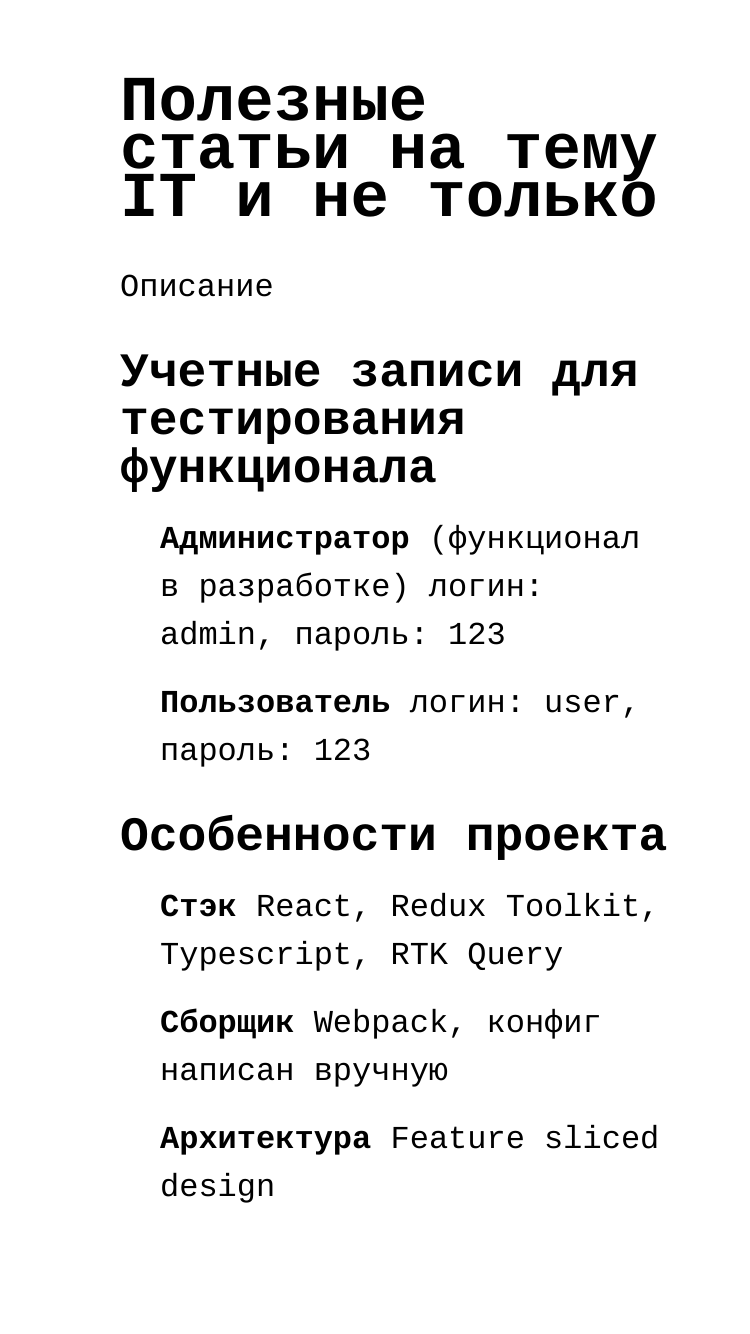 Полезные
статьи на тему
IT и не только
Описание
Учетные записи для
тестирования
функционала
Администратор (функционал
в разработке) логин:
admin, пароль: 123
Пользователь логин: user,
пароль: 123
Особенности проекта
Стэк React, Redux Toolkit,
Typescript, RTK Query
Сборщик Webpack, конфиг
написан вручную
Архитектура Feature sliced
design